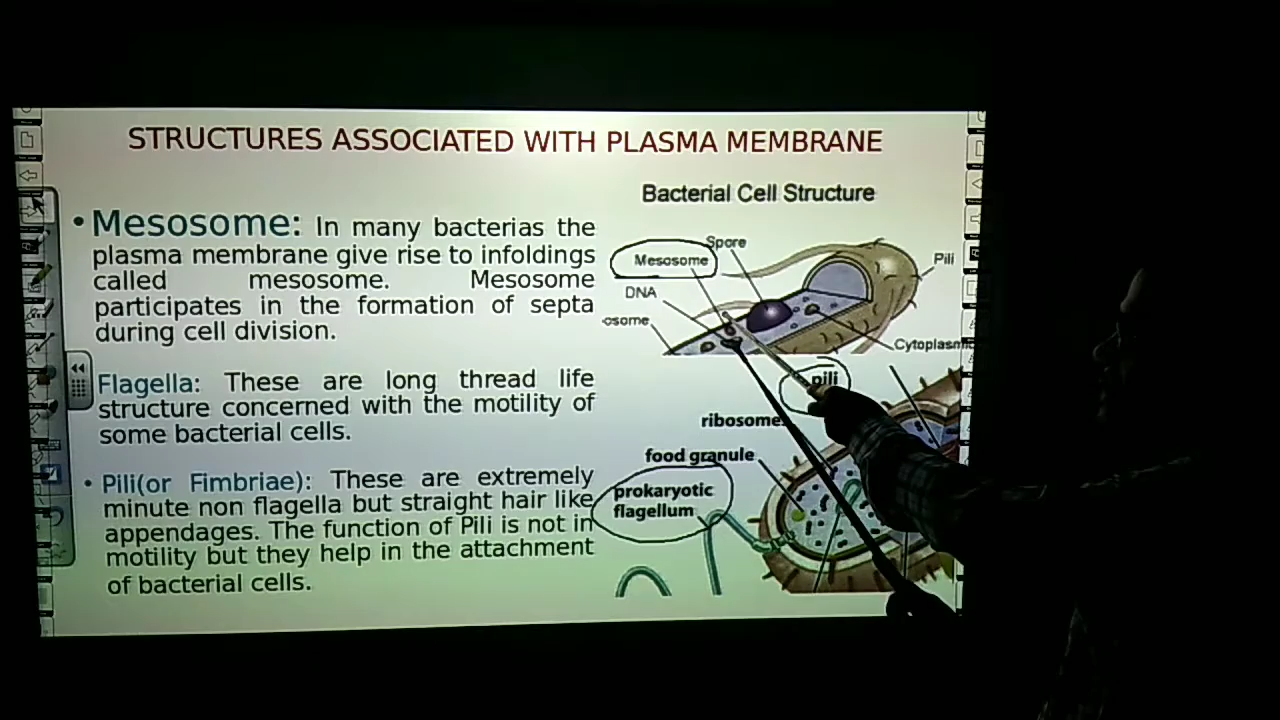 STRUCTURES ASSOCIATED WITH PLASMA MEMBRANE
• Mesosome: In many bacterias the
plasma membrane give rise to infoldings
called mesosome. Mesosome
participates in the formation of septa
during cell division.
Flagella: These are long thread life
structure concerned with the motility of
some bacterial cells.
• Pili(or Fimbriae): These are extremely
minute non flagella but straight hair like
appendages. The function of Pili is not in
motility but they help in the attachment
of bacterial cells.
Bacterial Cell Structure
Spore
Mesosome
Pili
DNA
osome
Cytoplasmic
pili
ribosome
food granule
prokaryotic
flagellum